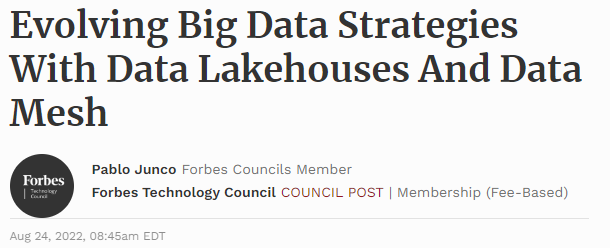 Evolving Big Data Strategies
With Data Lakehouses And Data
Mesh
Forbes
Technology
Council
Pablo Junco Forbes Councils Member
Forbes Technology Council COUNCIL POST | Membership (Fee-Based)
Aug 24, 2022, 08:45am EDT